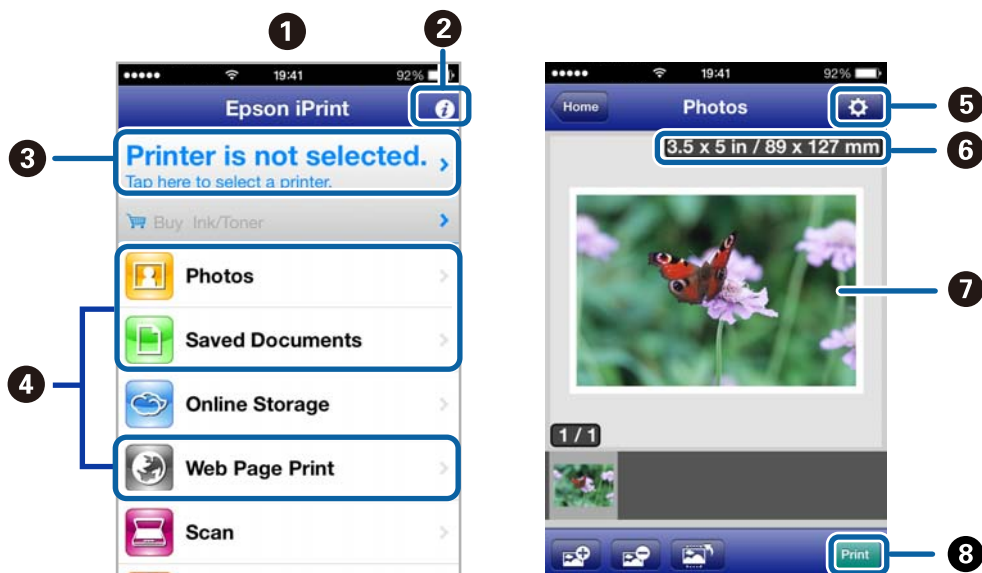 1
2
19:41
92%
Epson iPrint
3
Printer is not selected.
Tap here to select a printer.
Buy Ink/Toner
4
Photos
Saved Documents
Online Storage
Web Page Print
Scan
19:41
92%
Home
Photos
5
3.5 x 5 in / 89 x 127 mm
6
7
1 / 1
Print
8